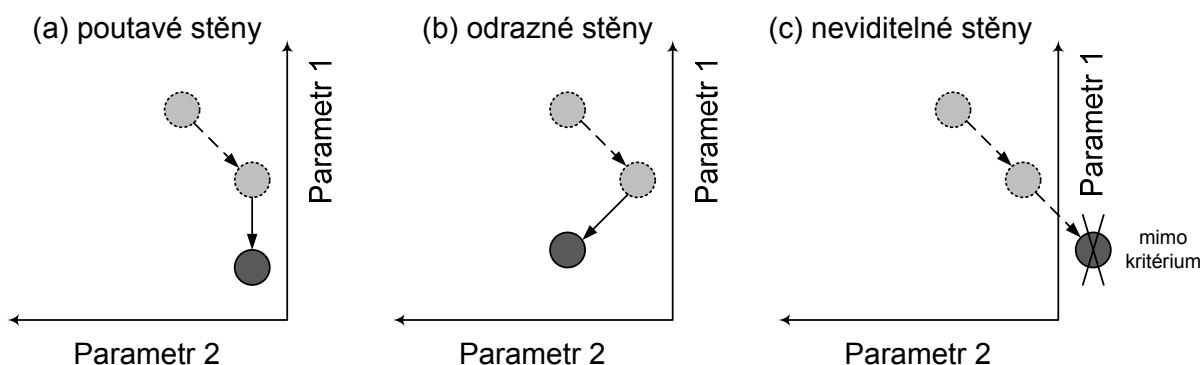 (a) poutavé stěny
(b) odrazné stěny
(c) neviditelné stěny
Parametr 1
Parametr 1
Parametr 1
mimo
kritérium
Parametr 2
Parametr 2
Parametr 2